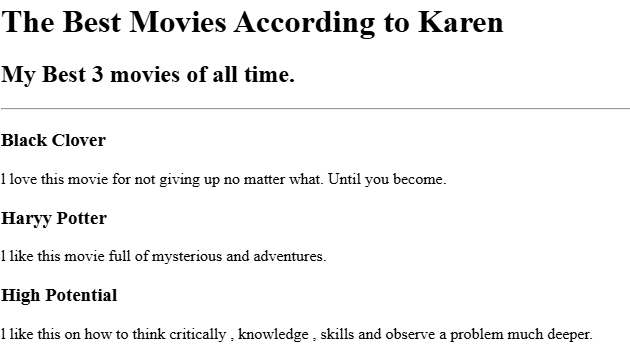 The Best Movies According to Karen
My Best 3 movies of all time.
Black Clover
l love this movie for not giving up no matter what. Until you become.
Haryy Potter
l like this movie full of mysterious and adventures.
High Potential
l like this on how to think critically , knowledge , skills and observe a problem much deeper.